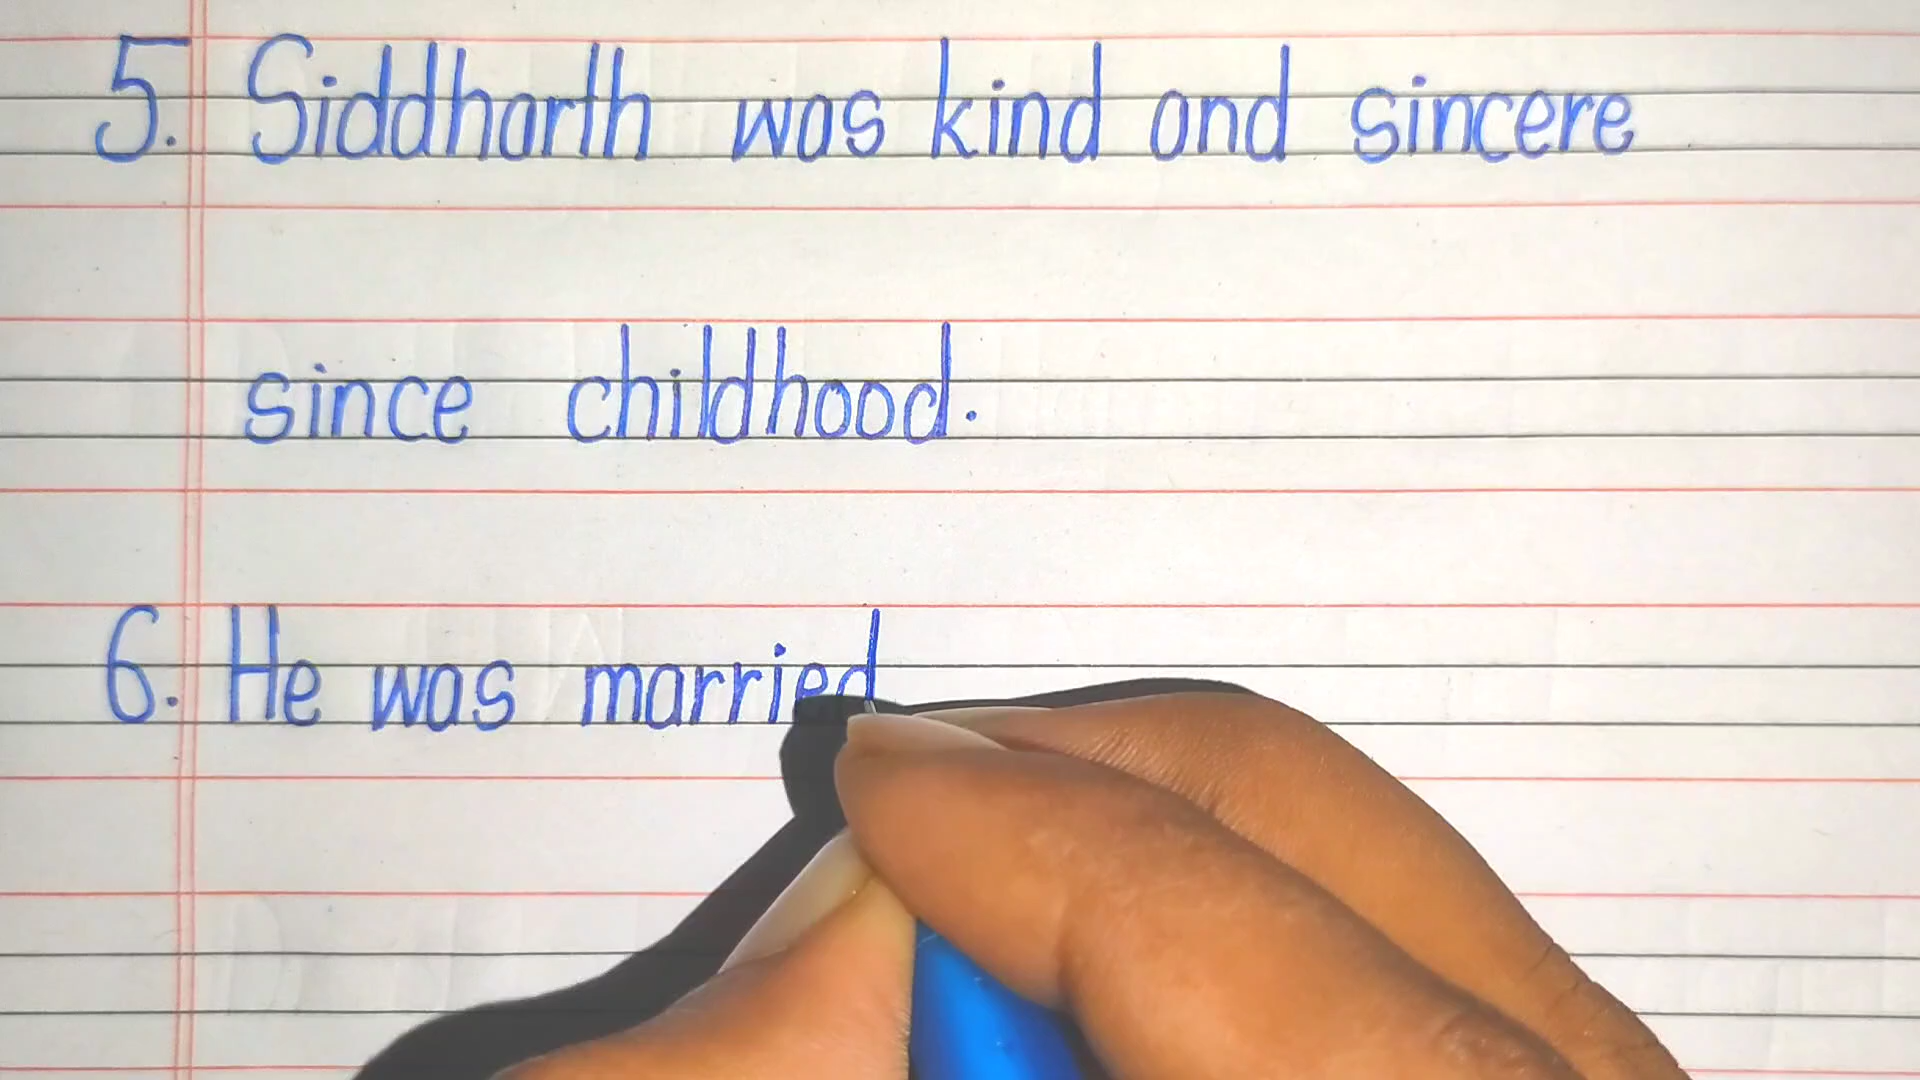 5. Siddharth was kind and sincere
since childhood.
6. He was married